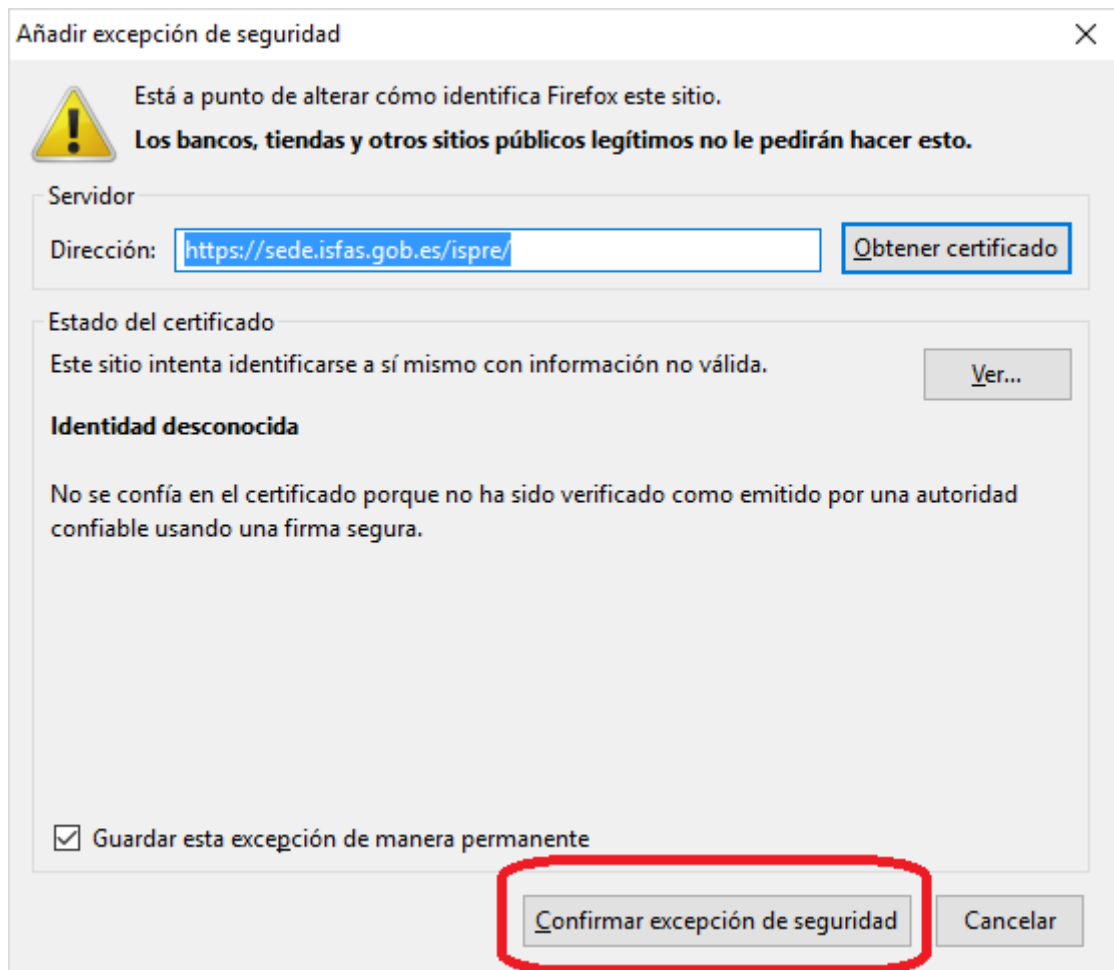 Añadir excepción de seguridad
Está a punto de alterar cómo identifica Firefox este sitio.
Los bancos, tiendas y otros sitios públicos legítimos no le pedirán hacer esto.
Servidor
Dirección: https://sede.isfas.gob.es/ispre/ Obtener certificado
Estado del certificado
Este sitio intenta identificarse a sí mismo con información no válida.
Ver...
Identidad desconocida
No se confía en el certificado porque no ha sido verificado como emitido por una autoridad
confiable usando una firma segura.
Guardar esta excepción de manera permanente
Confirmar excepción de seguridad Cancelar